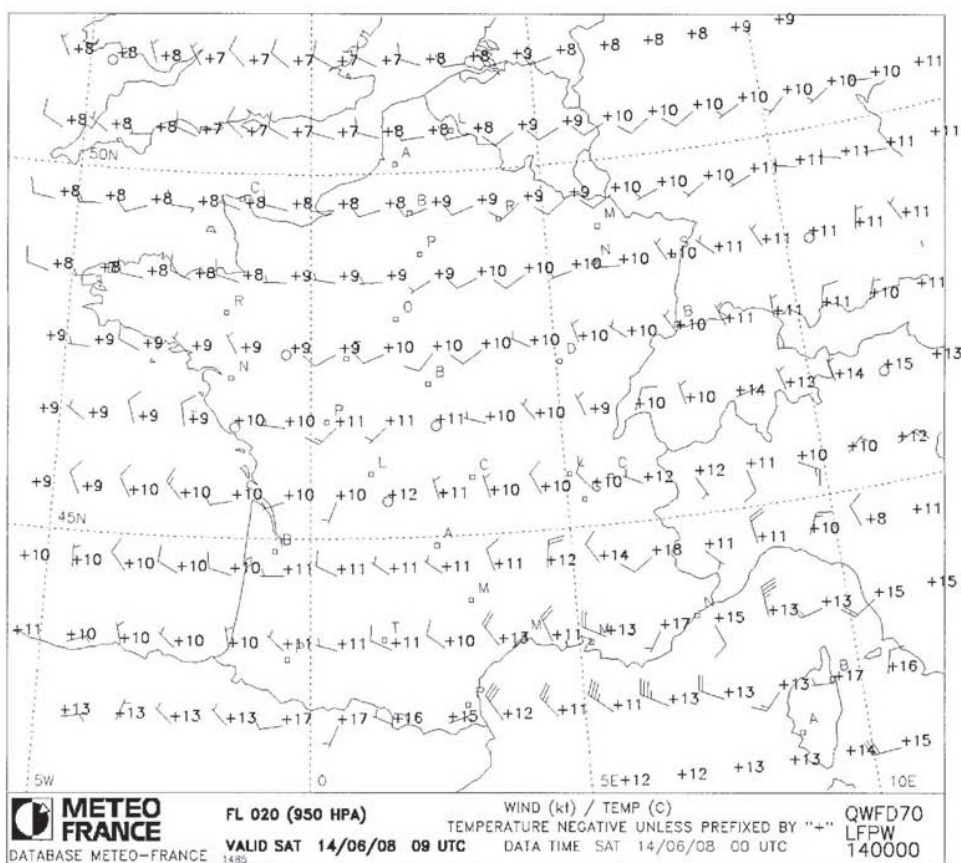 +8 +8 +8 +7 +7 +7 +7 +7 +8 +8 +9 +8 +8 +8 +8 +9 +9
+8 +8 +8 +7 +7 +7 +7 +8 +8 L +8 +9 +9 +10 +10 +10 +10 +10 +10 +10 +11
50N A
+8 +8 +8 +8 C +8 +8 +8 +8 +9 +9 +9 +9 +10 +10 +10 +11 +11 +11 +11 +11
B R M
P N S
+8 +8 +8 +8 +8 +9 +9 +9 +9 +10 +10 +10 +10 +11 +11 +11 +11 +11
R O B
+9 +9 +9 +9 +9 +9 +9 +10 +10 +10 +10 +10 +10 +10 +11 +11 +11 +10 +11
N B D
+9 +9 +9 +9 +10 +10 +11 +11 +11 +10 +10 +9 +10 +10 +14 +12 +14 +15 +13
P
L C L C
+9 +9 +10 +10 +10 +10 +10 +12 +11 +10 +10 +10 +12 +12 +11 +10 +10 +12
45N B A
+10 +10 +10 +10 +10 +11 +11 +11 +11 +12 +14 +18 +11 +11 +10 +8 +11
M N
+11 +10 +10 +10 +10 +11 +11 +11 +10 +13 +11 +13 +17 +15 +13 +13 +15 +15
T M M
P B
+13 +13 +13 +13 +17 +17 +16 +15 +12 +11 +11 +13 +13 +13 +17 +16
A
+12 +12 +13 +13 +14 +15
5W 0 5E 10E
METEO
FRANCE
DATABASE METEO-FRANCE
FL 020 (950 HPA)
VALID SAT 14/06/08 09 UTC
1485
WIND (kt) / TEMP (C)
TEMPERATURE NEGATIVE UNLESS PREFIXED BY "+"
DATA TIME SAT 14/06/08 00 UTC
QWFD70
LFPW
140000